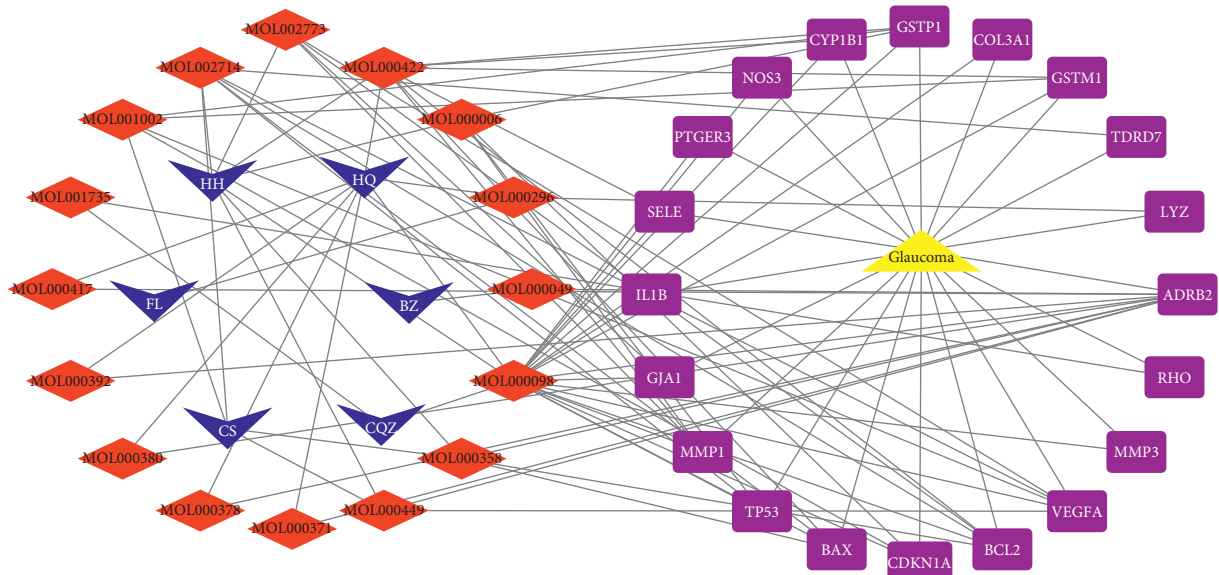 GSTP1
MOL002773
CYP1B1
COL3A1
MOL002714
MOL000422
NOS3
GSTM1
MOL001002
MOL000006
PTGER3
TDRD7
HH
HQ
MOL001735
MOL000296
SELE
LYZ
Glaucoma
MOL000417
FL
BZ
MOL000049
IL1B
ADRB2
MOL000392
MOL000098
GJA1
RHO
CS
CQZ
MOL000380
MOL000358
MMP1
MMP3
MOL000378
MOL000371
MOL000449
TP53
VEGFA
BAX
CDKN1A
BCL2